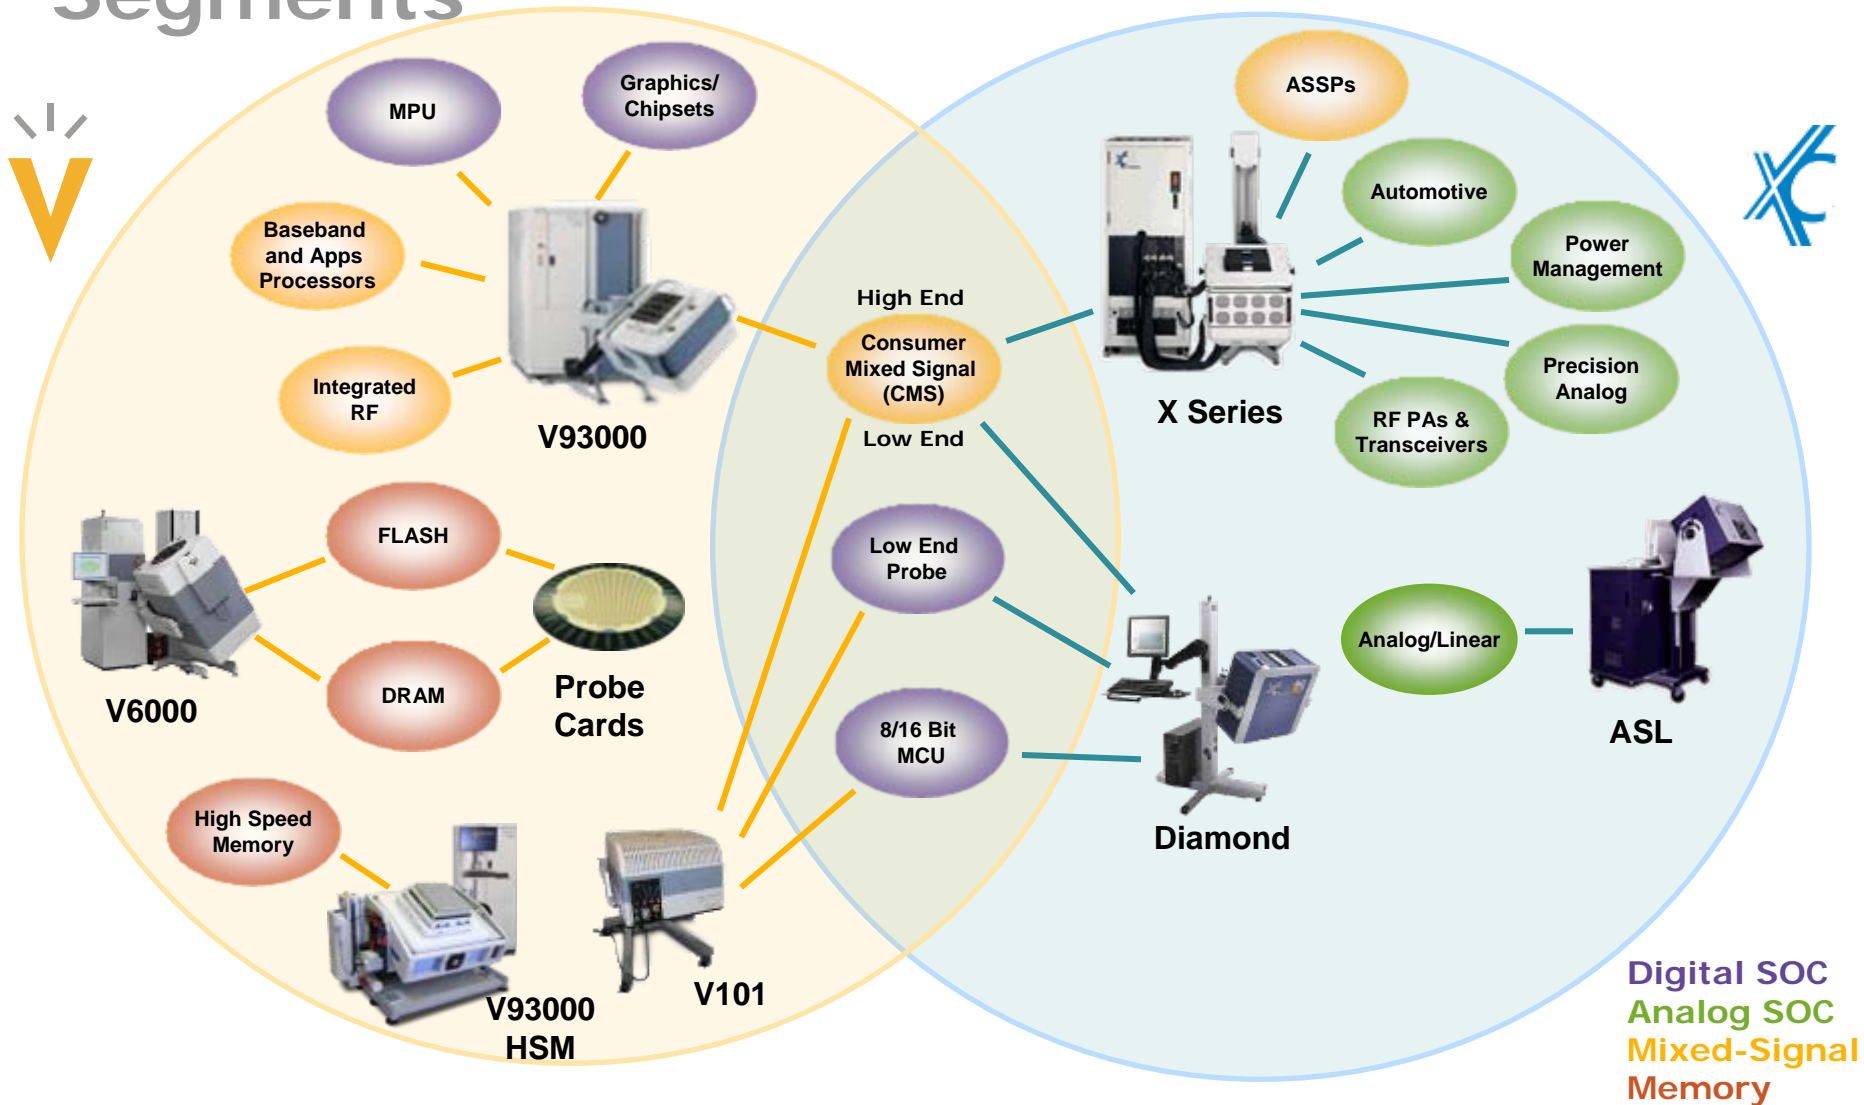 Segments
MPU
Graphics/
Chipsets
Baseband
and Apps
Processors
Integrated
RF
V93000
FLASH
DRAM
V6000
Probe
Cards
High Speed
Memory
V93000
HSM
V101
High End
Consumer
Mixed Signal
(CMS)
Low End
Low End
Probe
8/16 Bit
MCU
ASSPs
Automotive
Power
Management
Precision
Analog
RF PAs &
Transceivers
X Series
Analog/Linear
ASL
Diamond
Digital SOC
Analog SOC
Mixed-Signal
Memory
V
XC